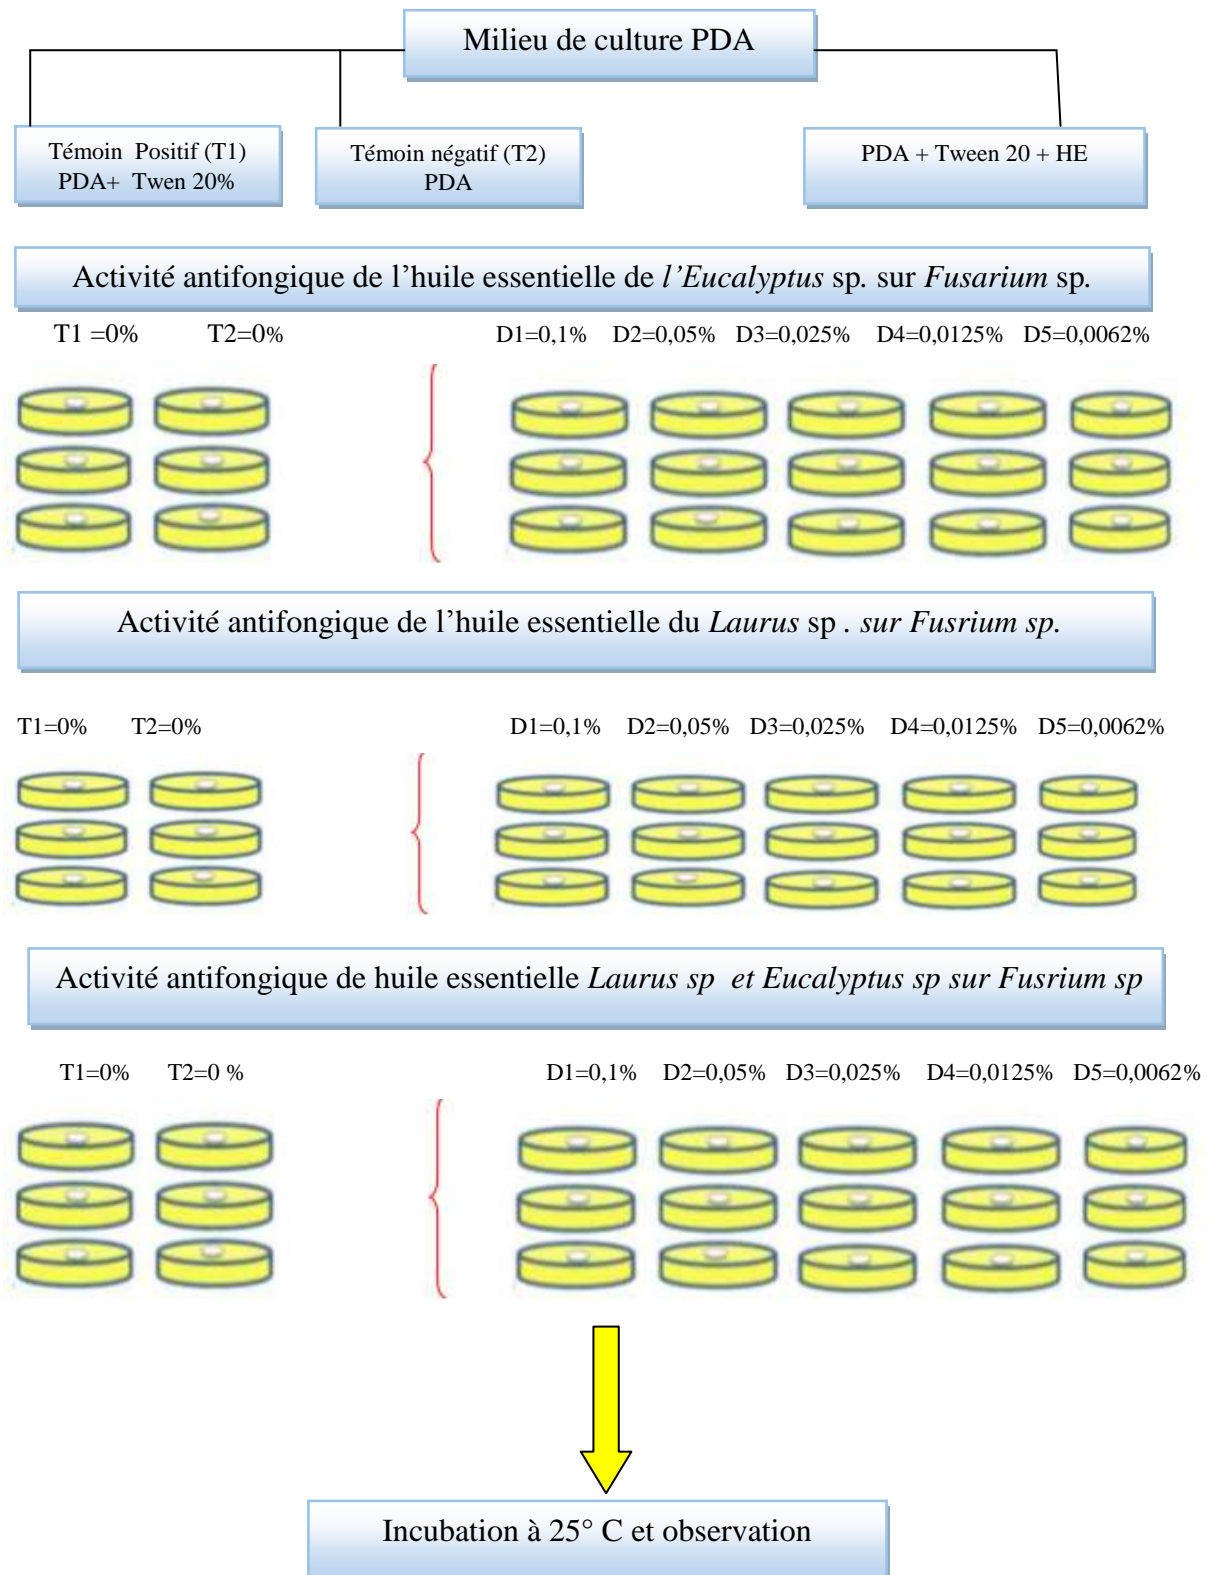 Milieu de culture PDA
Témoin Positif (T1)
PDA+ Twen 20%
Témoin négatif (T2)
PDA
PDA + Tween 20 + HE
Activité antifongique de l’huile essentielle de l’Eucalyptus sp. sur Fusarium sp.
T1 =0% T2=0% D1=0,1% D2=0,05% D3=0,025% D4=0,0125% D5=0,0062%
Activité antifongique de l’huile essentielle du Laurus sp . sur Fusrium sp.
T1=0% T2=0% D1=0,1% D2=0,05% D3=0,025% D4=0,0125% D5=0,0062%
Activité antifongique de huile essentielle Laurus sp et Eucalyptus sp sur Fusrium sp
T1=0% T2=0 % D1=0,1% D2=0,05% D3=0,025% D4=0,0125% D5=0,0062%
Incubation à 25° C et observation